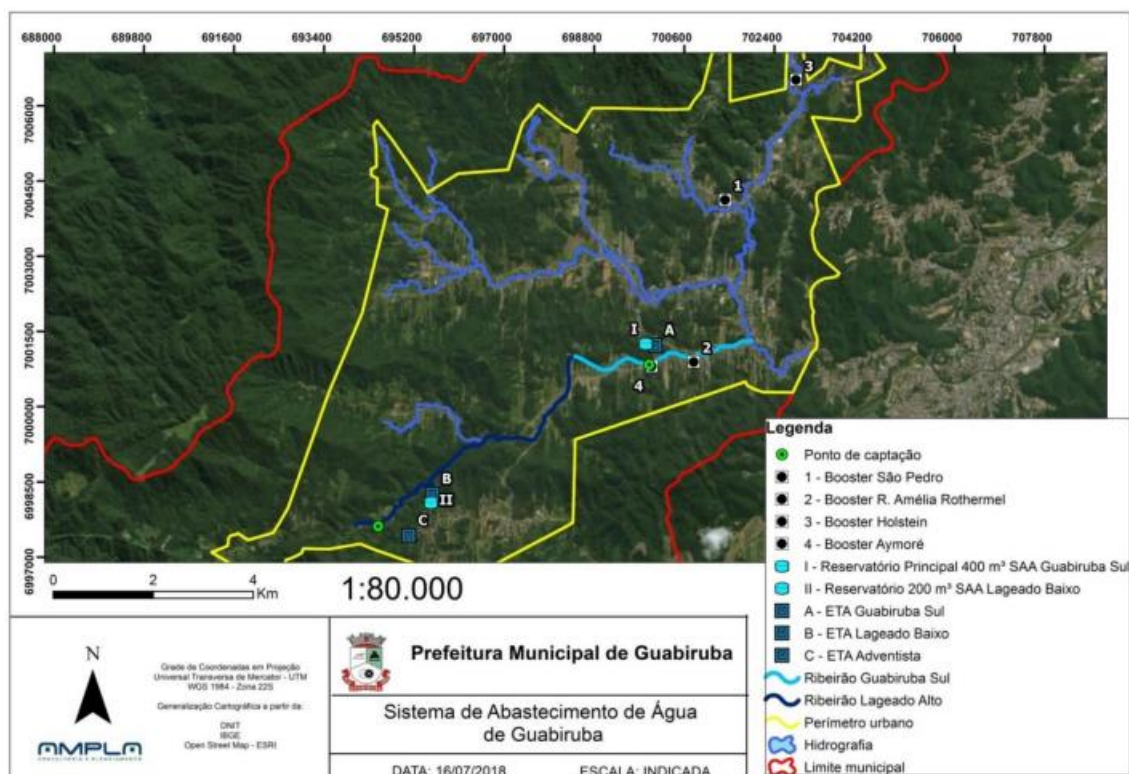 688000 689800 691600 693400 695200 697000 698800 700600 702400 704200 706000 707800
7006000
7004500
7003000
7001500
7000000
6998500
6997000
3
1
I A
2
4
B
II
C
0 2 4
Km
1:80.000
Legenda
Ponto de captação
1 - Booster São Pedro
2 - Booster R. Amélia Rothermel
3 - Booster Holstein
4 - Booster Aymoré
I - Reservatório Principal 400 m³ SAA Guabiruba Sul
II - Reservatório 200 m³ SAA Lageado Baixo
A - ETA Guabiruba Sul
B - ETA Lageado Baixo
C - ETA Adventista
Ribeirão Guabiruba Sul
Ribeirão Lageado Alto
Perímetro urbano
Hidrografia
Limite municipal
N
AMPLA
Grade de Coordenadas em Projeção
Universal Transversa de Mercator - UTM
WGS 1984 - Zona 22S
Generalização Cartográfica a partir da:
DNIT
IBGE
Open Street Map - ESRI
Prefeitura Municipal de Guabiruba
Sistema de Abastecimento de Água
de Guabiruba
DATA: 16/07/2018 ESCALA: INDICADA